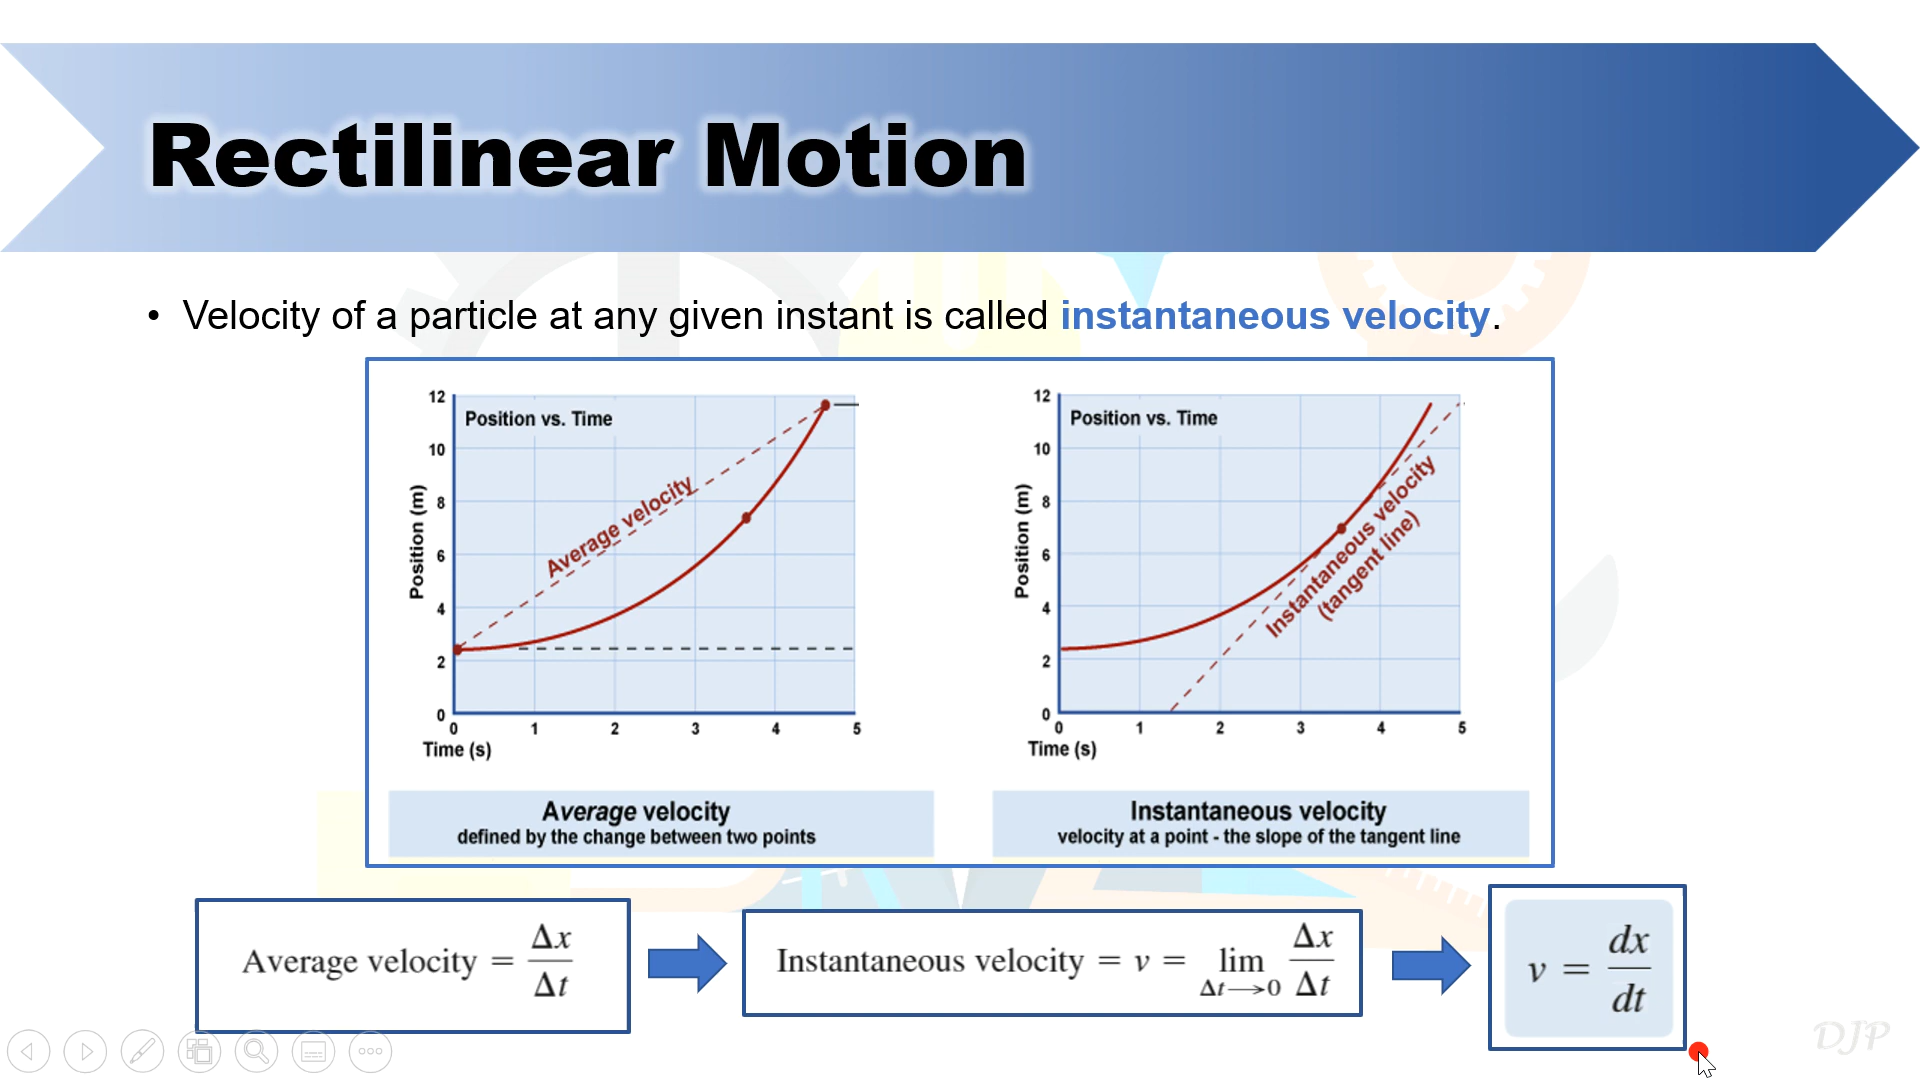 Rectilinear Motion
• Velocity of a particle at any given instant is called instantaneous velocity.
12
Position vs. Time
10
8
6
4
2
0
Position (m)
Average velocity
0 1 2 3 4 5
Time (s)
Average velocity
defined by the change between two points
12
Position vs. Time
10
8
6
4
2
0
Position (m)
Instantaneous velocity
(tangent line)
0 1 2 3 4 5
Time (s)
Instantaneous velocity
velocity at a point - the slope of the tangent line
Average velocity = Δx/Δt
Instantaneous velocity = v = lim Δt→0 Δx/Δt
v = dx/dt
DJP